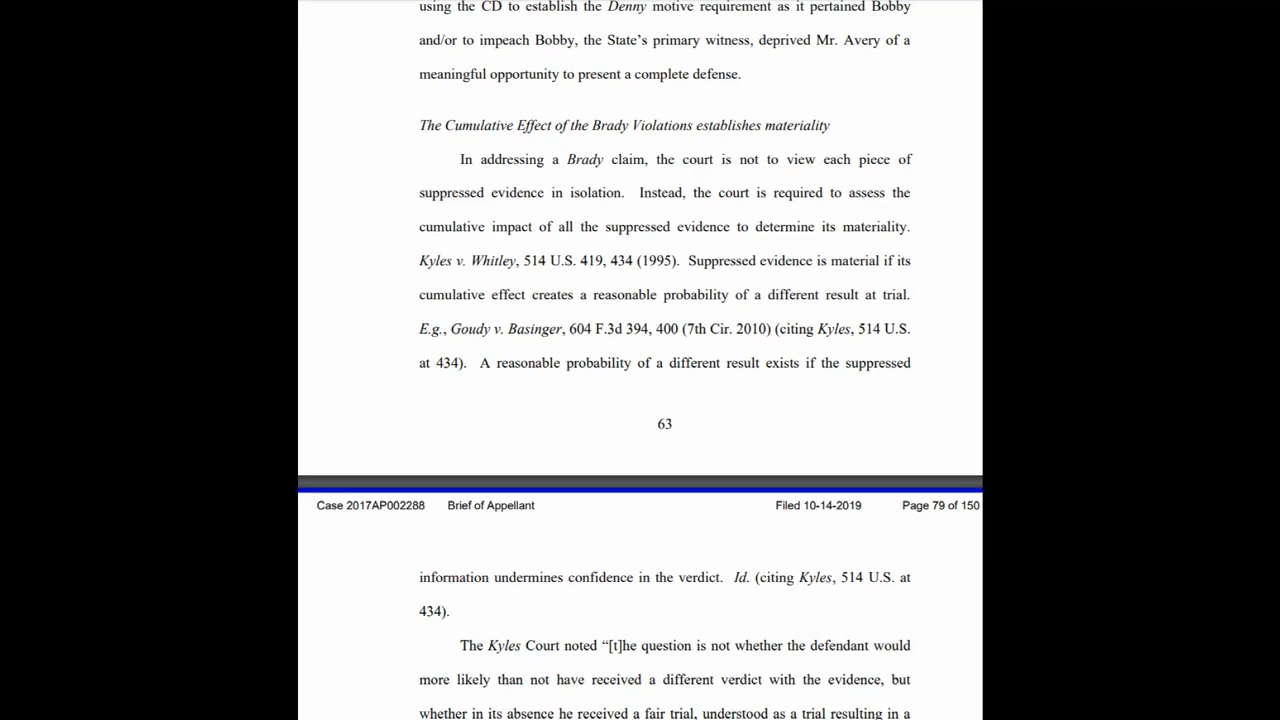 using the CD to establish the Denny motive requirement as it pertained Bobby
and/or to impeach Bobby, the State's primary witness, deprived Mr. Avery of a
meaningful opportunity to present a complete defense.
The Cumulative Effect of the Brady Violations establishes materiality
In addressing a Brady claim, the court is not to view each piece of
suppressed evidence in isolation. Instead, the court is required to assess the
cumulative impact of all the suppressed evidence to determine its materiality.
Kyles v. Whitley, 514 U.S. 419, 434 (1995). Suppressed evidence is material if its
cumulative effect creates a reasonable probability of a different result at trial.
E.g., Goudy v. Basinger, 604 F.3d 394, 400 (7th Cir. 2010) (citing Kyles, 514 U.S.
at 434). A reasonable probability of a different result exists if the suppressed
63
Case 2017AP002288 Brief of Appellant Filed 10-14-2019 Page 79 of 150
information undermines confidence in the verdict. Id. (citing Kyles, 514 U.S. at
434).
The Kyles Court noted “[t]he question is not whether the defendant would
more likely than not have received a different verdict with the evidence, but
whether in its absence he received a fair trial, understood as a trial resulting in a